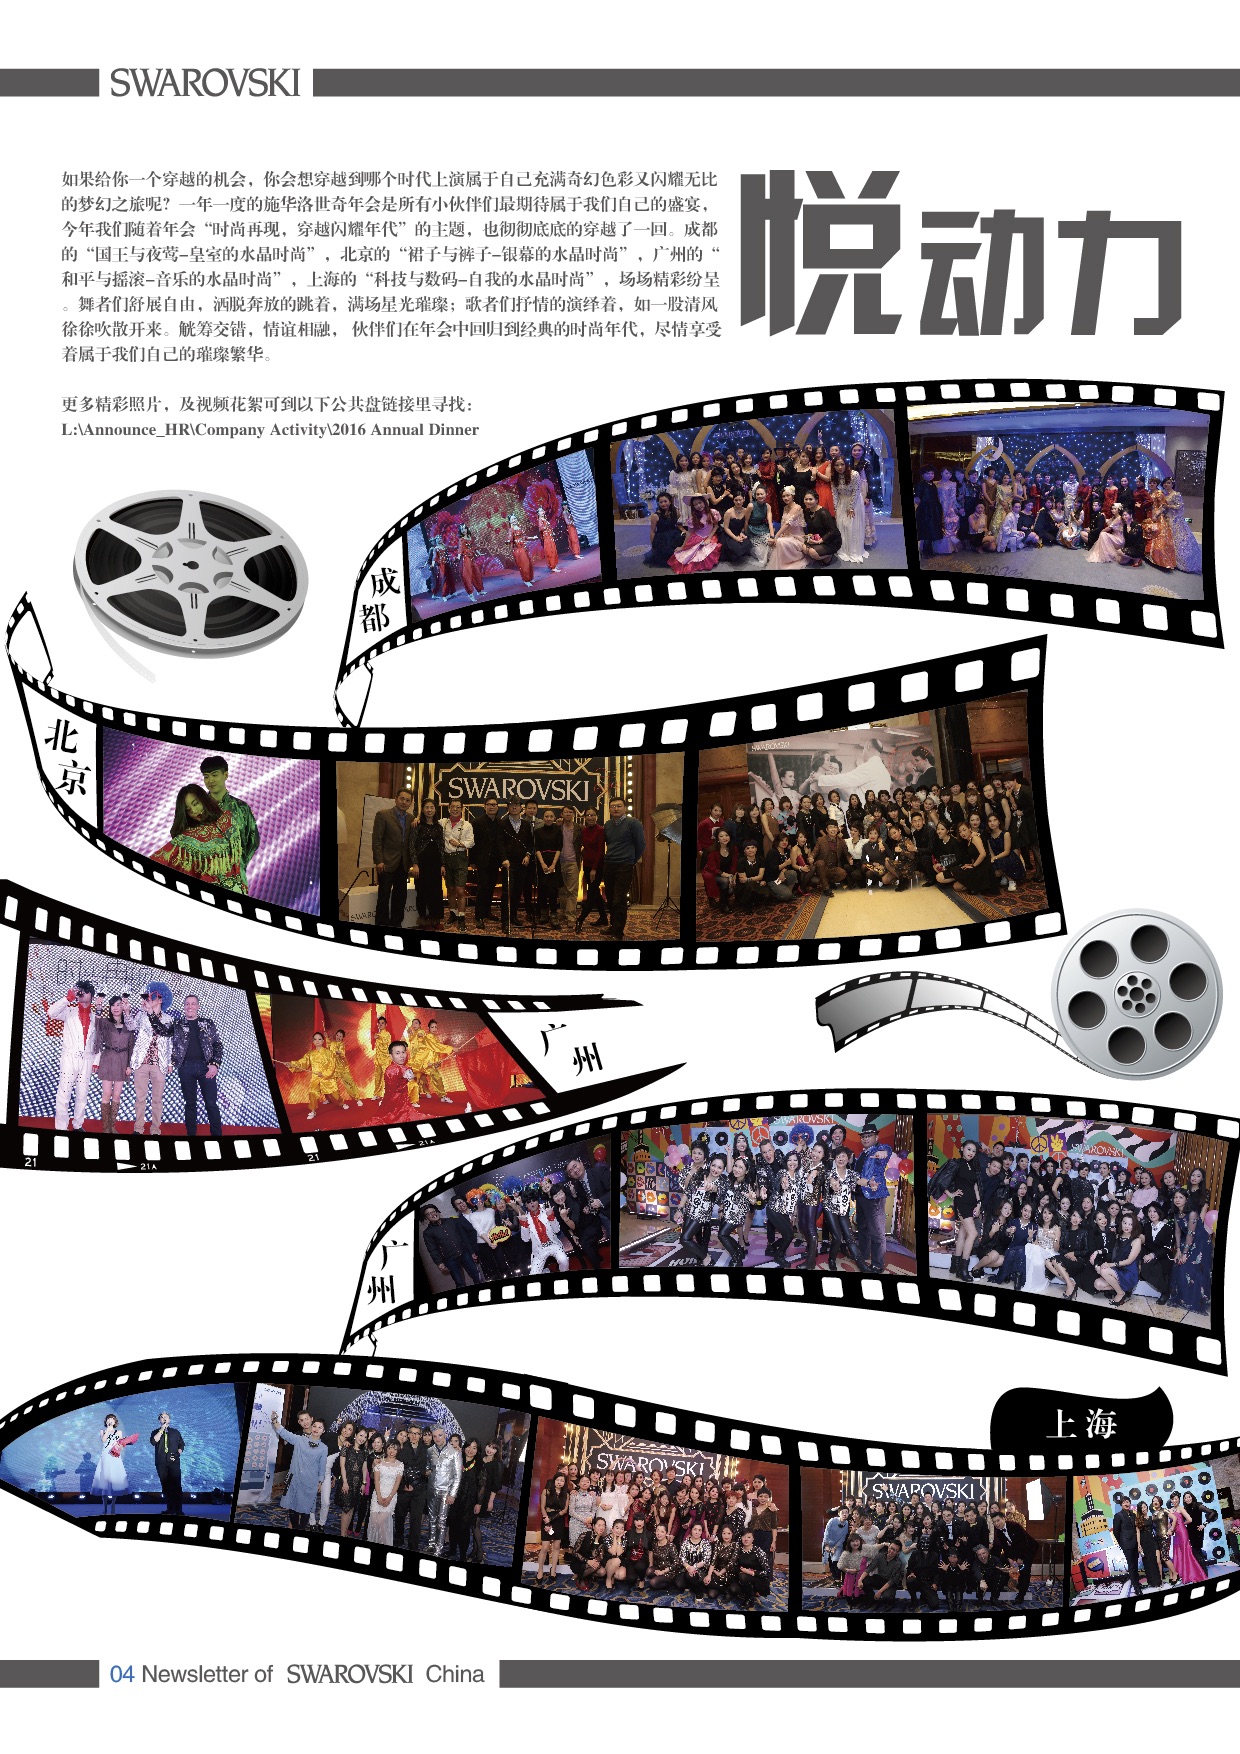 SWAROVSKI
悦动力
如果给你一个穿越的机会，你会想穿越到哪个时代上演属于自己充满奇幻色彩又闪耀无比
的梦幻之旅呢？一年一度的施华洛世奇年会是所有小伙伴们最期待属于我们自己的盛宴，
今年我们随着年会“时尚再现，穿越闪耀年代”的主题，也彻彻底底的穿越了一回。成都
的“国王与夜莺-皇室的水晶时尚”，北京的“裙子与裤子-银幕的水晶时尚”，广州的“
和平与摇滚-音乐的水晶时尚”，上海的“科技与数码-自我的水晶时尚”，场场精彩纷呈
。舞者们舒展自由，洒脱奔放的跳着，满场星光璀璨；歌者们抒情的演绎着，如一股清风
徐徐吹散开来。觥筹交错，情谊相融，伙伴们在年会中回归到经典的时尚年代，尽情享受
着属于我们自己的璀璨繁华。
更多精彩照片，及视频花絮可到以下公共盘链接里寻找：
L:\Announce_HR\Company Activity\2016 Annual Dinner
成都
SWAROVSKI
北京
SWAROVSKI
SWAROVSKI
广州
21
21A
21
21A
广州
SWAROVSKI
SWAROVSKI
上海
SWAROVSKI
SWAROVSKI
04 Newsletter of SWAROVSKI China